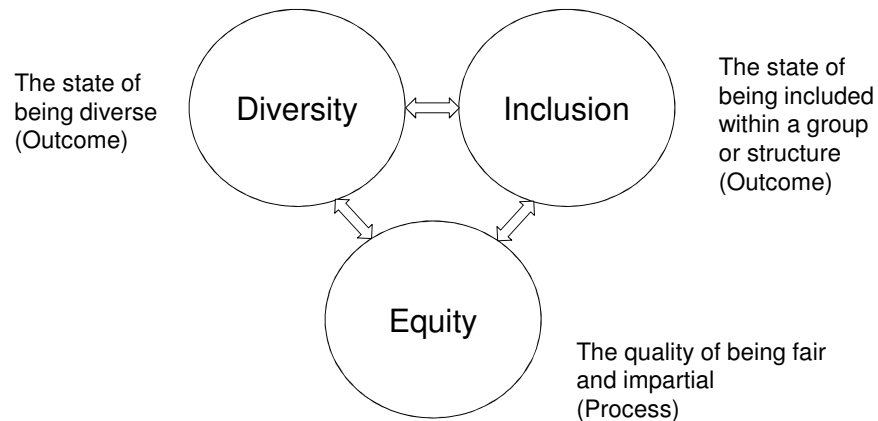 The state of
being diverse
(Outcome)
Diversity
Inclusion
The state of
being included
within a group
or structure
(Outcome)
Equity
The quality of being fair
and impartial
(Process)